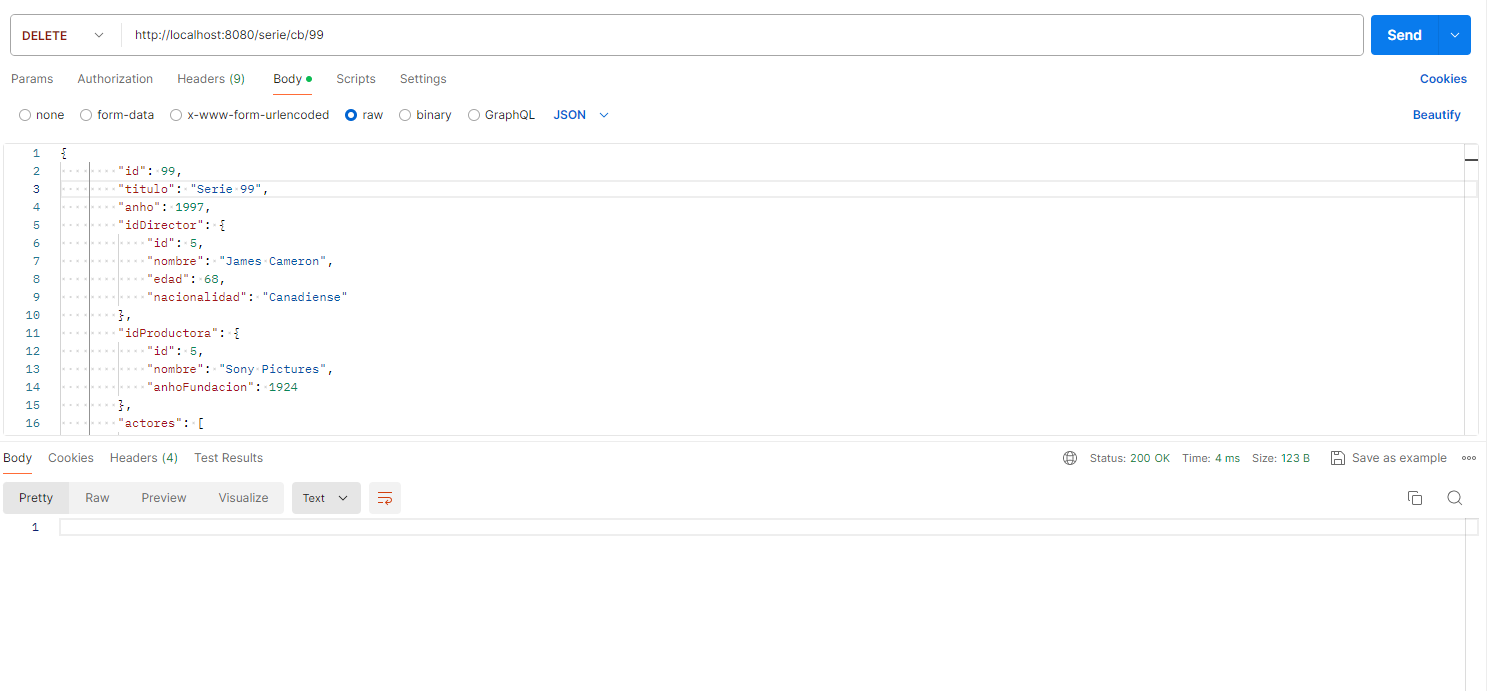 DELETE http://localhost:8080/serie/cb/99 Send
Params Authorization Headers (9) Body Scripts Settings Cookies
none form-data x-www-form-urlencoded raw binary GraphQL JSON Beautify
1 {
2 "id": 99,
3 "titulo": "Serie 99",
4 "anho": 1997,
5 "idDirector": {
6 "id": 5,
7 "nombre": "James Cameron",
8 "edad": 68,
9 "nacionalidad": "Canadiense"
10 },
11 "idProductora": {
12 "id": 5,
13 "nombre": "Sony Pictures",
14 "anhoFundacion": 1924
15 },
16 "actores": [
Body Cookies Headers (4) Test Results Status: 200 OK Time: 4 ms Size: 123 B Save as example
Pretty Raw Preview Visualize Text
1